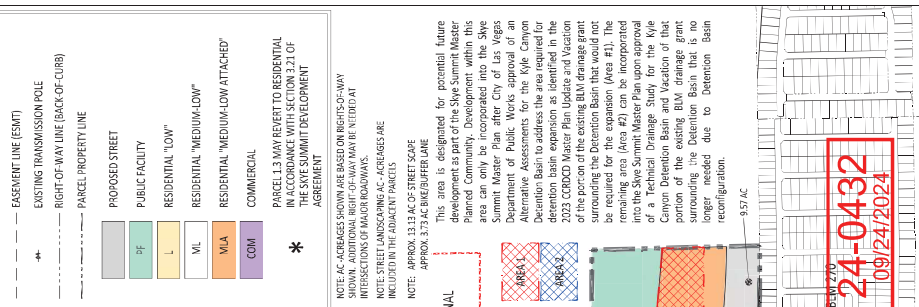 EASEMENT LINE (ESMT)
EXISTING TRANSMISSION POLE
RIGHT-OF-WAY LINE (BACK-OF-CURB)
PARCEL PROPERTY LINE
PROPOSED STREET
PF PUBLIC FACILITY
L RESIDENTIAL "LOW"
ML RESIDENTIAL "MEDIUM-LOW"
MLA RESIDENTIAL "MEDIUM-LOW ATTACHED"
COM COMMERCIAL
* PARCEL 1.13 MAY REVERT TO RESIDENTIAL
IN ACCORDANCE WITH SECTION 3.21 OF
THE SKYE SUMMIT DEVELOPMENT
AGREEMENT
NOTE: AC -ACREAGES SHOWN ARE BASED ON RIGHTS-OF-WAY
SHOWN. ADDITIONAL RIGHT-OF-WAY MAY BE NEEDED AT
INTERSECTIONS OF MAJOR ROADWAYS.
NOTE: STREET LANDSCAPING AC -ACREAGES ARE
INCLUDED IN THE ADJACENT PARCELS
NOTE: APPROX. 13.13 AC OF STREET SCAPE
APPROX. 3.73 AC BIKE/BUFFER LANE
This area is designated for potential future
development as part of the Skye Summit Master
Planned Community. Development within this
area can only be incorporated into the Skye
Summit Master Plan after City of Las Vegas
Department of Public Works approval of an
Alternative Assessments for the Kyle Canyon
Detention Basin to address the area required for
detention basin expansion as identified in the
2023 CCRFCD Master Plan Update and Vacation
of the portion of the existing BLM drainage grant
surrounding the Detention Basin that would not
be required for the expansion (Area #1). The
remaining area (Area #2) can be incorporated
into the Skye Summit Master Plan upon approval
of a Technical Drainage Study for the Kyle
Canyon Detention Basin and Vacation of that
portion of the existing BLM drainage grant
surrounding the Detention Basin that is no
longer needed due to Detention Basin
reconfiguration.
AREA 1
AREA 2
9.57 AC
24-0432
09/24/2024